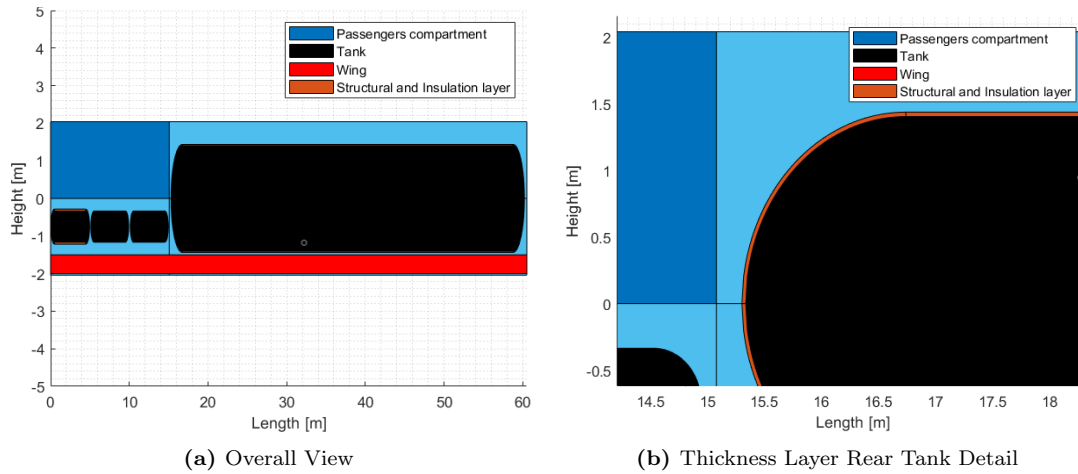 5
4
3
2
1
0
-1
-2
-3
-4
-5
Height [m]
0
10
20
30
40
50
60
Length [m]
Passengers compartment
Tank
Wing
Structural and Insulation layer
(a) Overall View
2
1.5
1
0.5
0
-0.5
Height [m]
14.5
15
15.5
16
16.5
17
17.5
18
Length [m]
Passengers compartment
Tank
Wing
Structural and Insulation layer
(b) Thickness Layer Rear Tank Detail